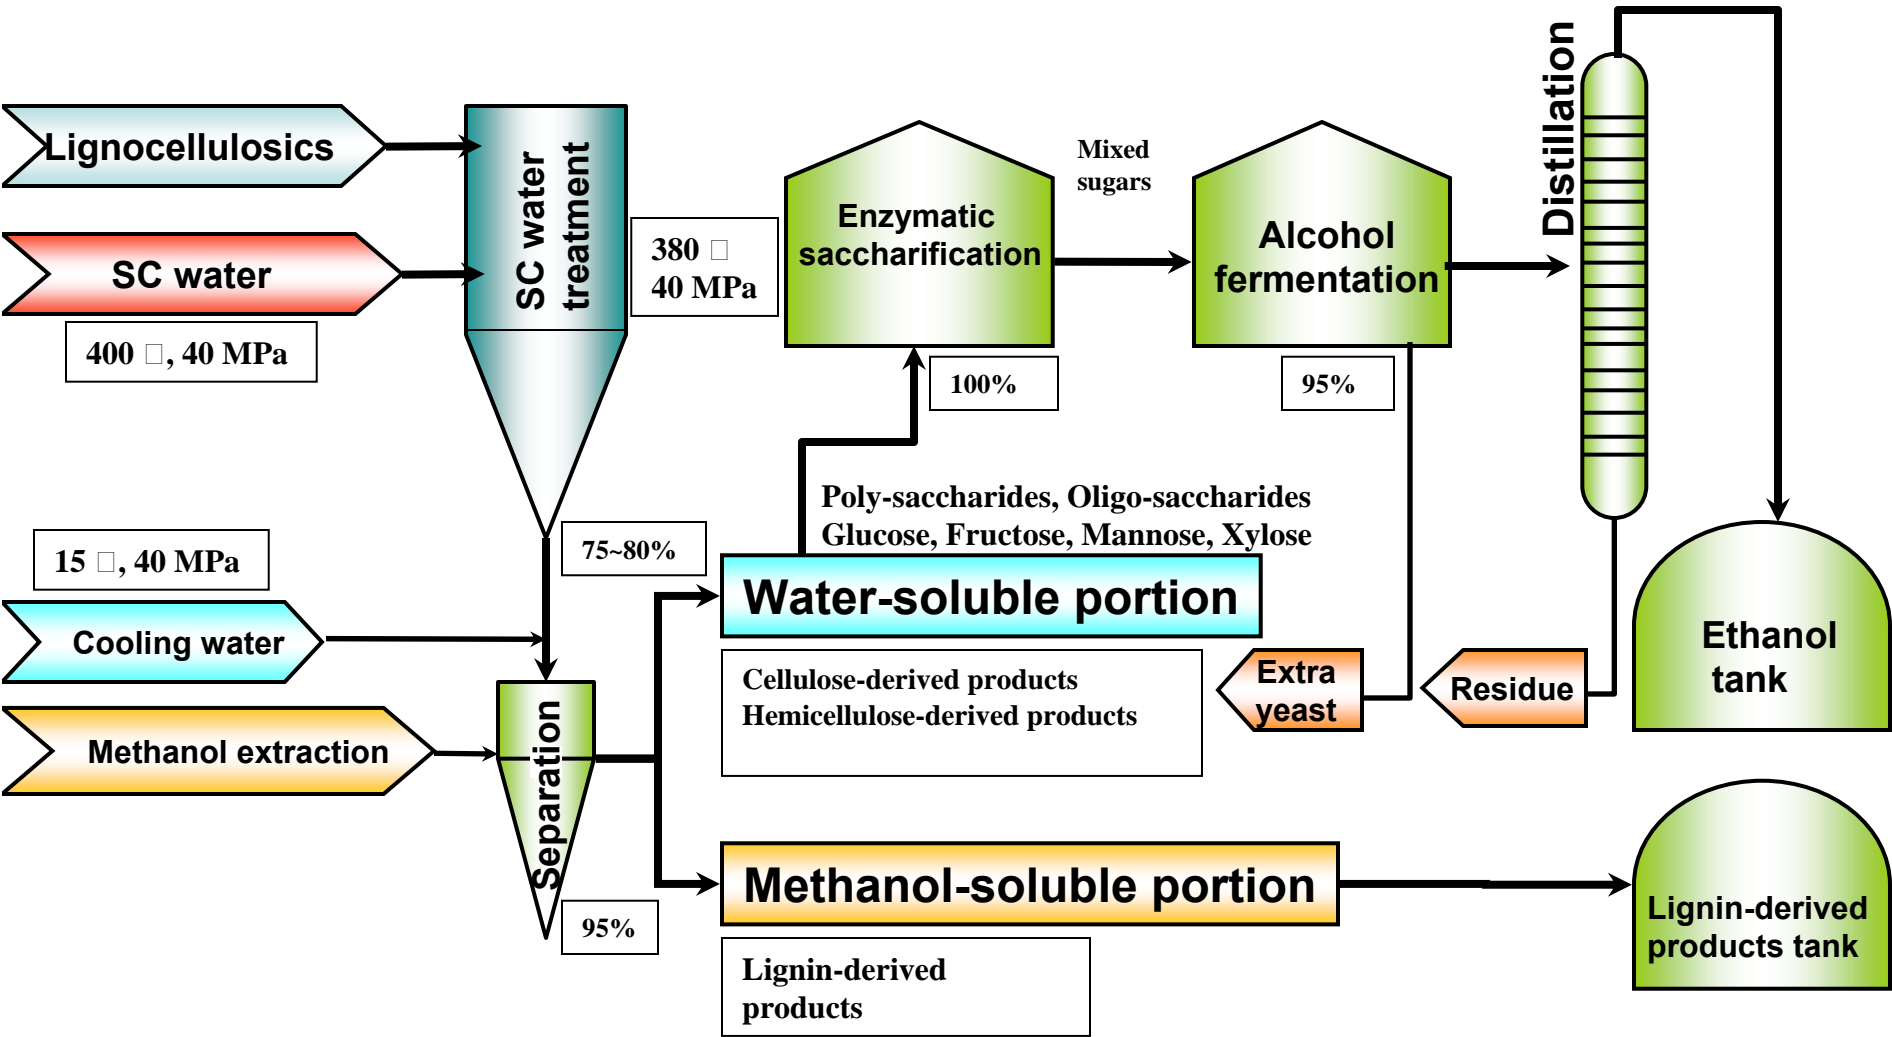 Lignocellulosics
SC water
400 □, 40 MPa
SC water
treatment
380 □
40 MPa
Enzymatic
saccharification
100%
Mixed
sugars
Alcohol
fermentation
95%
Distillation
15 □, 40 MPa
Cooling water
Methanol extraction
75~80%
Separation
95%
Poly-saccharides, Oligo-saccharides
Glucose, Fructose, Mannose, Xylose
Water-soluble portion
Cellulose-derived products
Hemicellulose-derived products
Extra
yeast
Residue
Ethanol
tank
Methanol-soluble portion
Lignin-derived
products
Lignin-derived
products tank